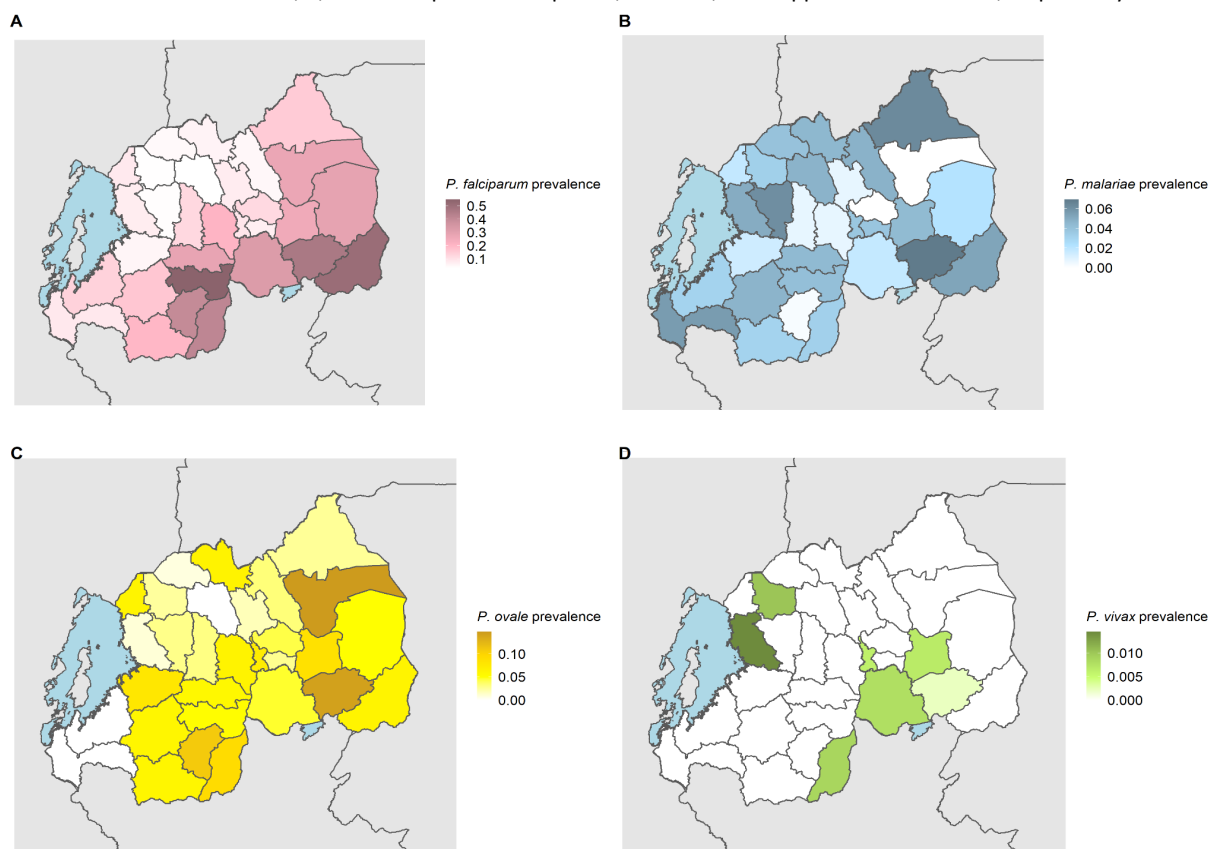 A
P. falciparum prevalence
0.5
0.4
0.3
0.2
0.1
B
P. malariae prevalence
0.06
0.04
0.02
0.00
C
P. ovale prevalence
0.10
0.05
0.00
D
P. vivax prevalence
0.010
0.005
0.000